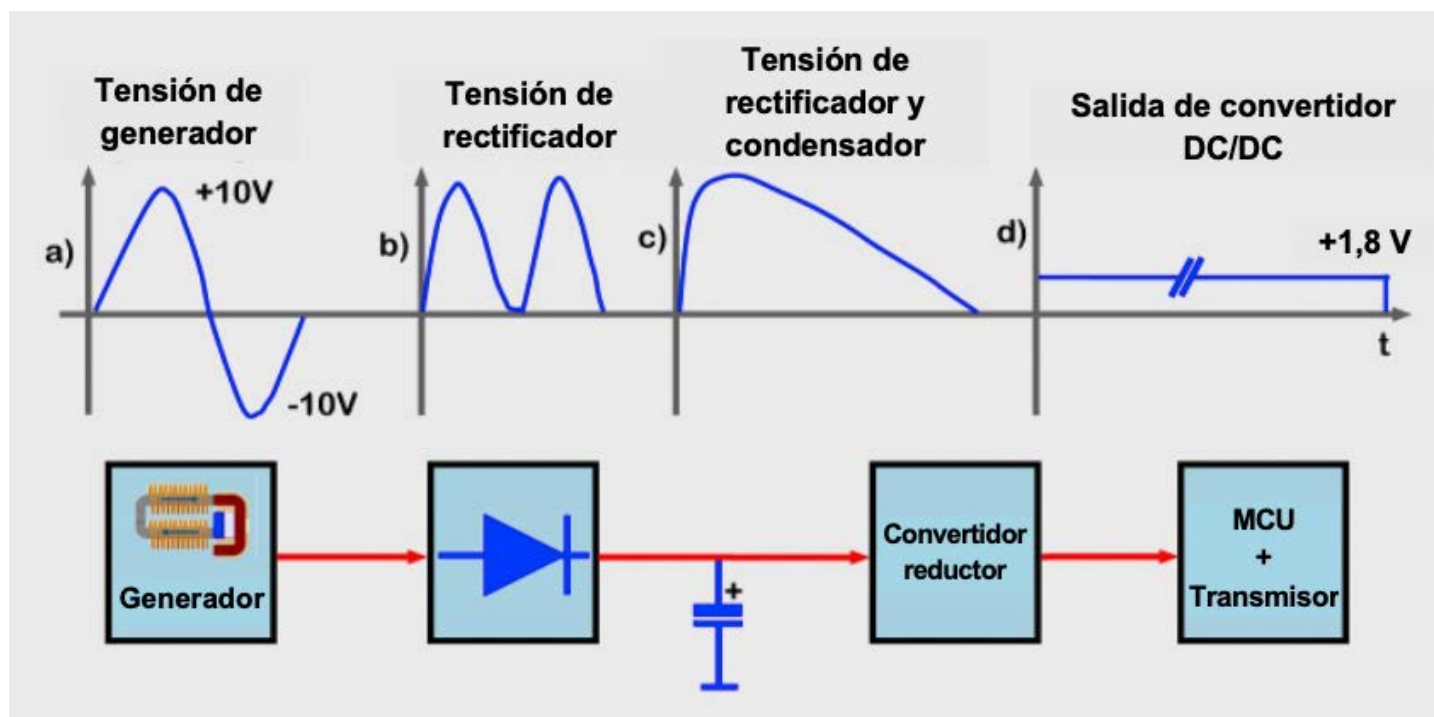 Tensión de
generador
Tensión de
rectificador
Tensión de
rectificador y
condensador
Salida de convertidor
DC/DC
a)
+10V
-10V
b)
c)
d)
+1,8 V
t
Generador
+
Convertidor
reductor
MCU
+
Transmisor